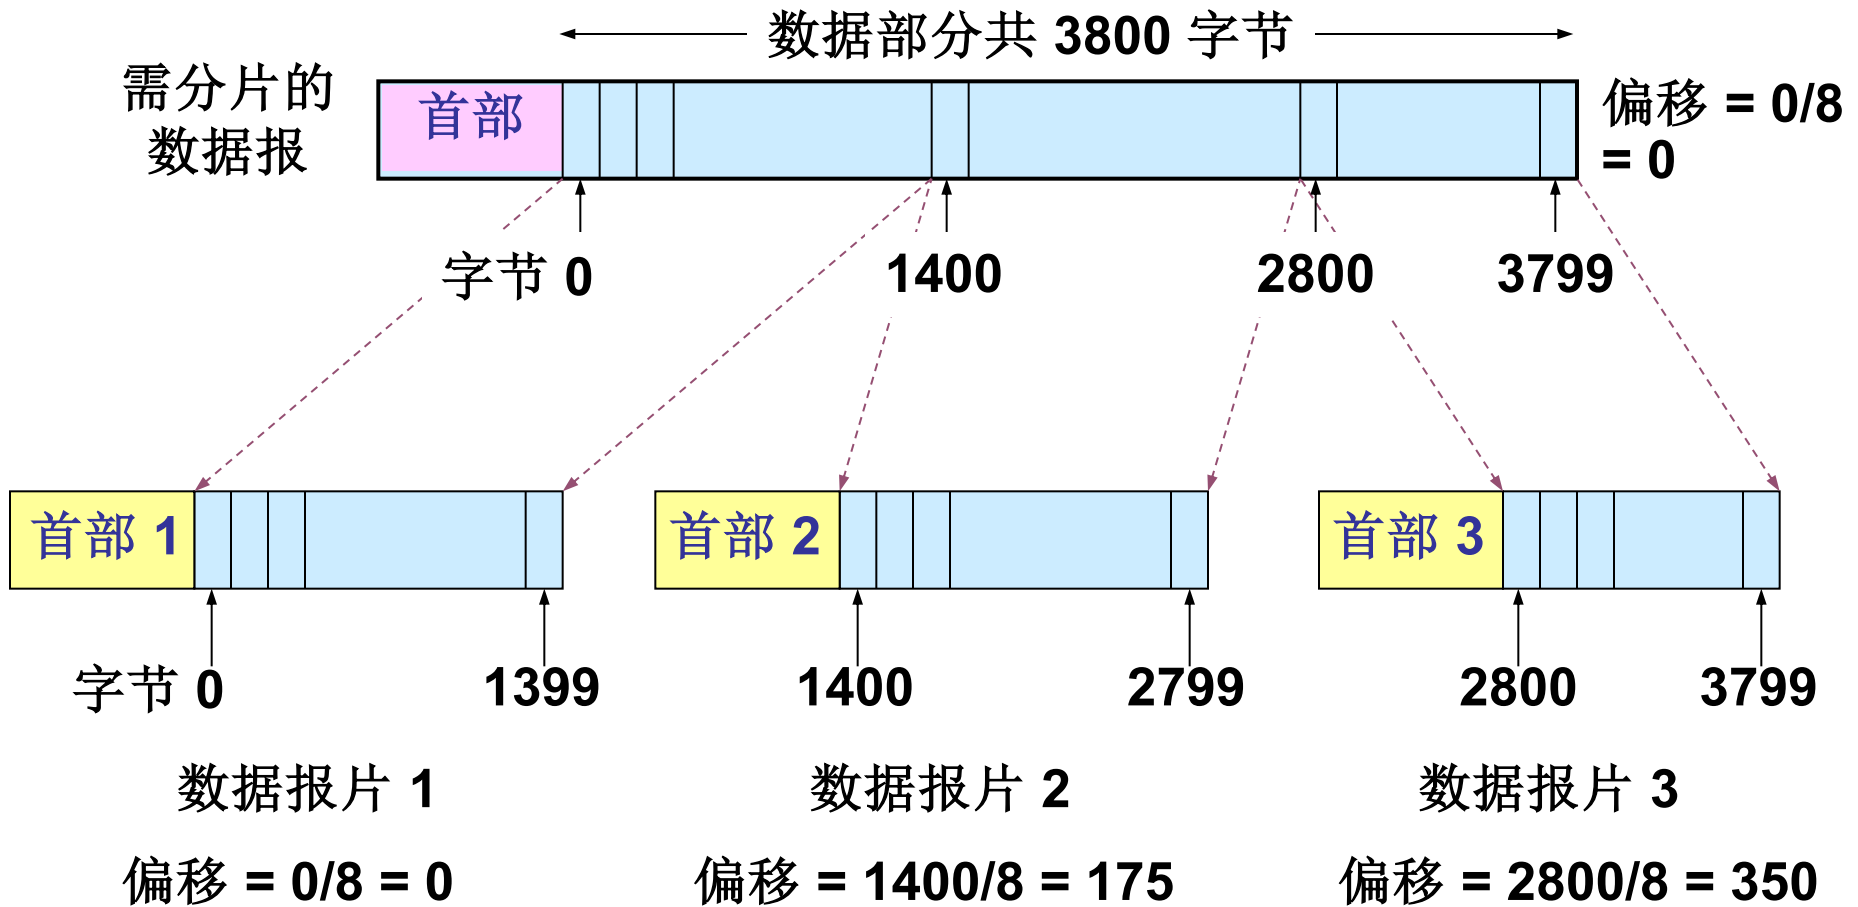 数据部分共 3800 字节
需分片的
数据报
首部
偏移 = 0/8
= 0
字节 0
1400
2800
3799
首部 1
首部 2
首部 3
字节 0
1399
1400
2799
2800
3799
数据报片 1
数据报片 2
数据报片 3
偏移 = 0/8 = 0
偏移 = 1400/8 = 175
偏移 = 2800/8 = 350